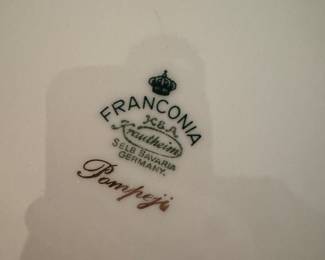 FRANCONIA
K&A
Krautheim
SELB BAVARIA
GERMANY.
Pompeji